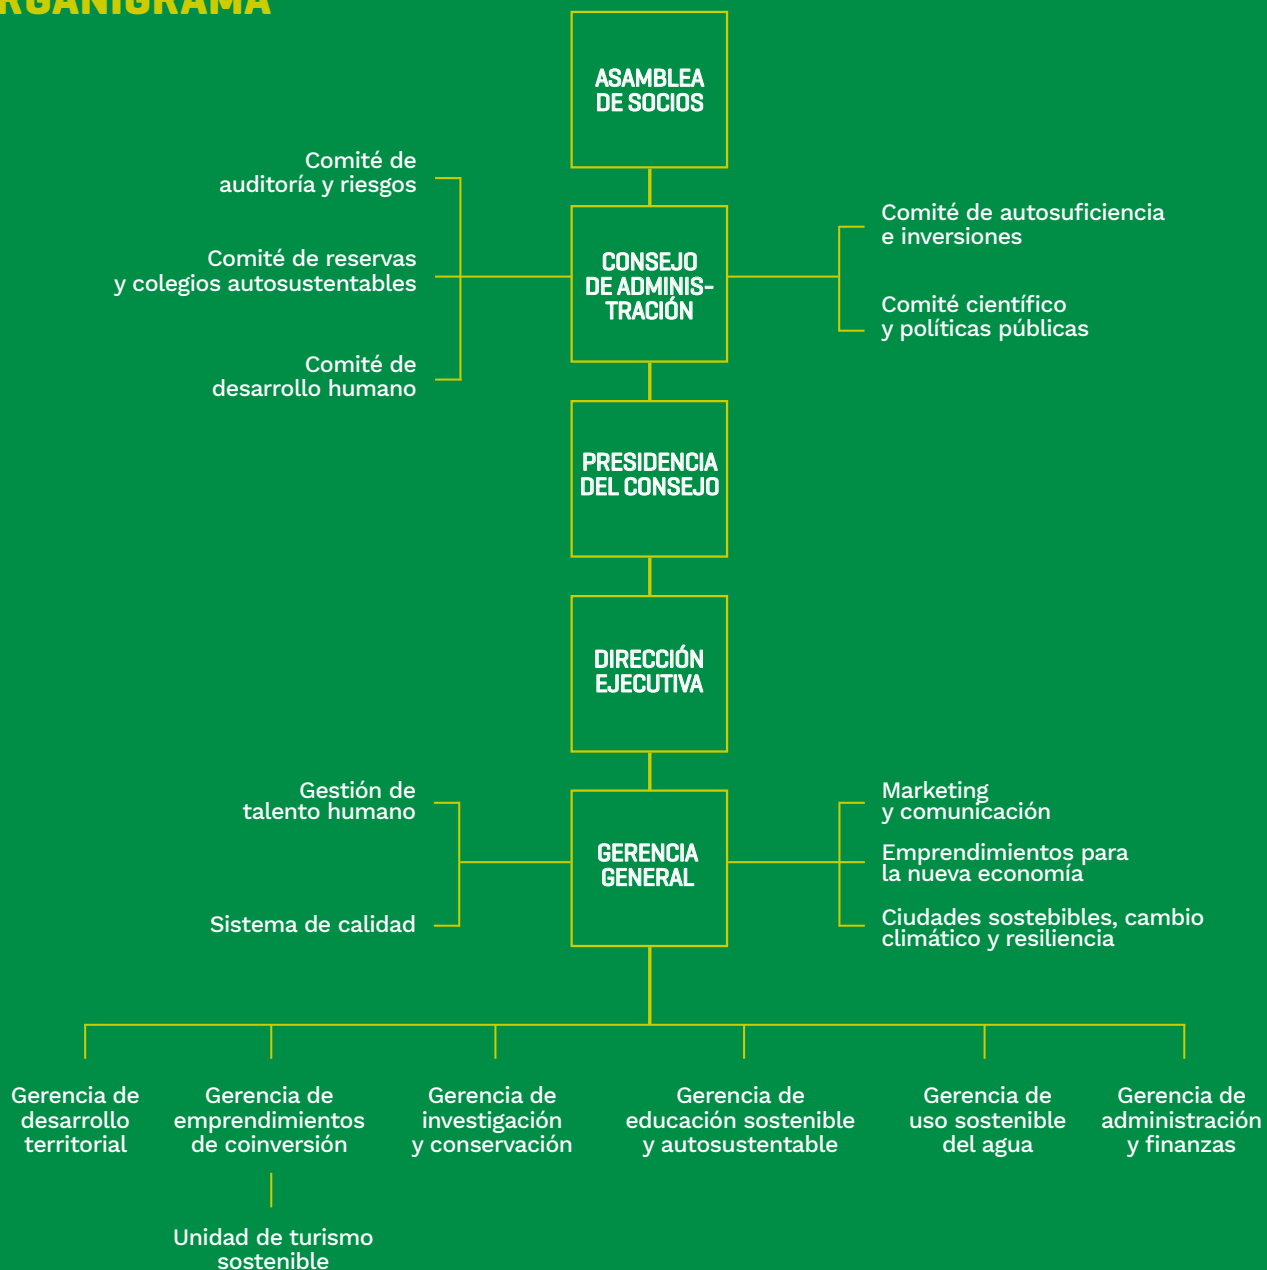 RGANIGRAMA
ASAMBLEA
DE SOCIOS
Comité de
auditoría y riesgos
Comité de reservas
y colegios autosustentables
Comité de
desarrollo humano
CONSEJO
DE ADMINIS-
TRACIÓN
Comité de autosuficiencia
e inversiones
Comité científico
y políticas públicas
PRESIDENCIA
DEL CONSEJO
DIRECCIÓN
EJECUTIVA
Gestión de
talento humano
Sistema de calidad
GERENCIA
GENERAL
Marketing
y comunicación
Emprendimientos para
la nueva economía
Ciudades sostebibles, cambio
climático y resiliencia
Gerencia de
desarrollo
territorial
Gerencia de
emprendimientos
de coinversión
Gerencia de
investigación
y conservación
Gerencia de
educación sostenible
y autosustentable
Gerencia de
uso sostenible
del agua
Gerencia de
administración
y finanzas
Unidad de turismo
sostenible